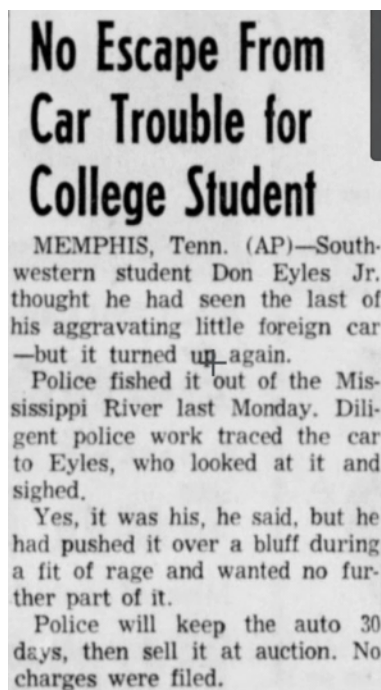 No Escape From
Car Trouble for
College Student
MEMPHIS, Tenn. (AP)—South-
western student Don Eyles Jr.
thought he had seen the last of
his aggravating little foreign car
—but it turned up again.
Police fished it out of the Mis-
sissippi River last Monday. Dili-
gent police work traced the car
to Eyles, who looked at it and
sighed.
Yes, it was his, he said, but he
had pushed it over a bluff during
a fit of rage and wanted no fur-
ther part of it.
Police will keep the auto 30
days, then sell it at auction. No
charges were filed.